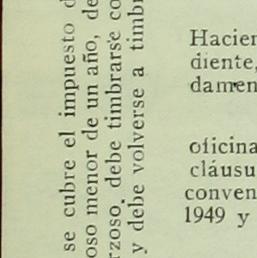 se cubre el impuesto d
oso menor de un año, de
rzoso, debe timbrarse co
y debe volverse a timbr
Hacien
diente,
damen
oficina
cláusu
conven
1949 y